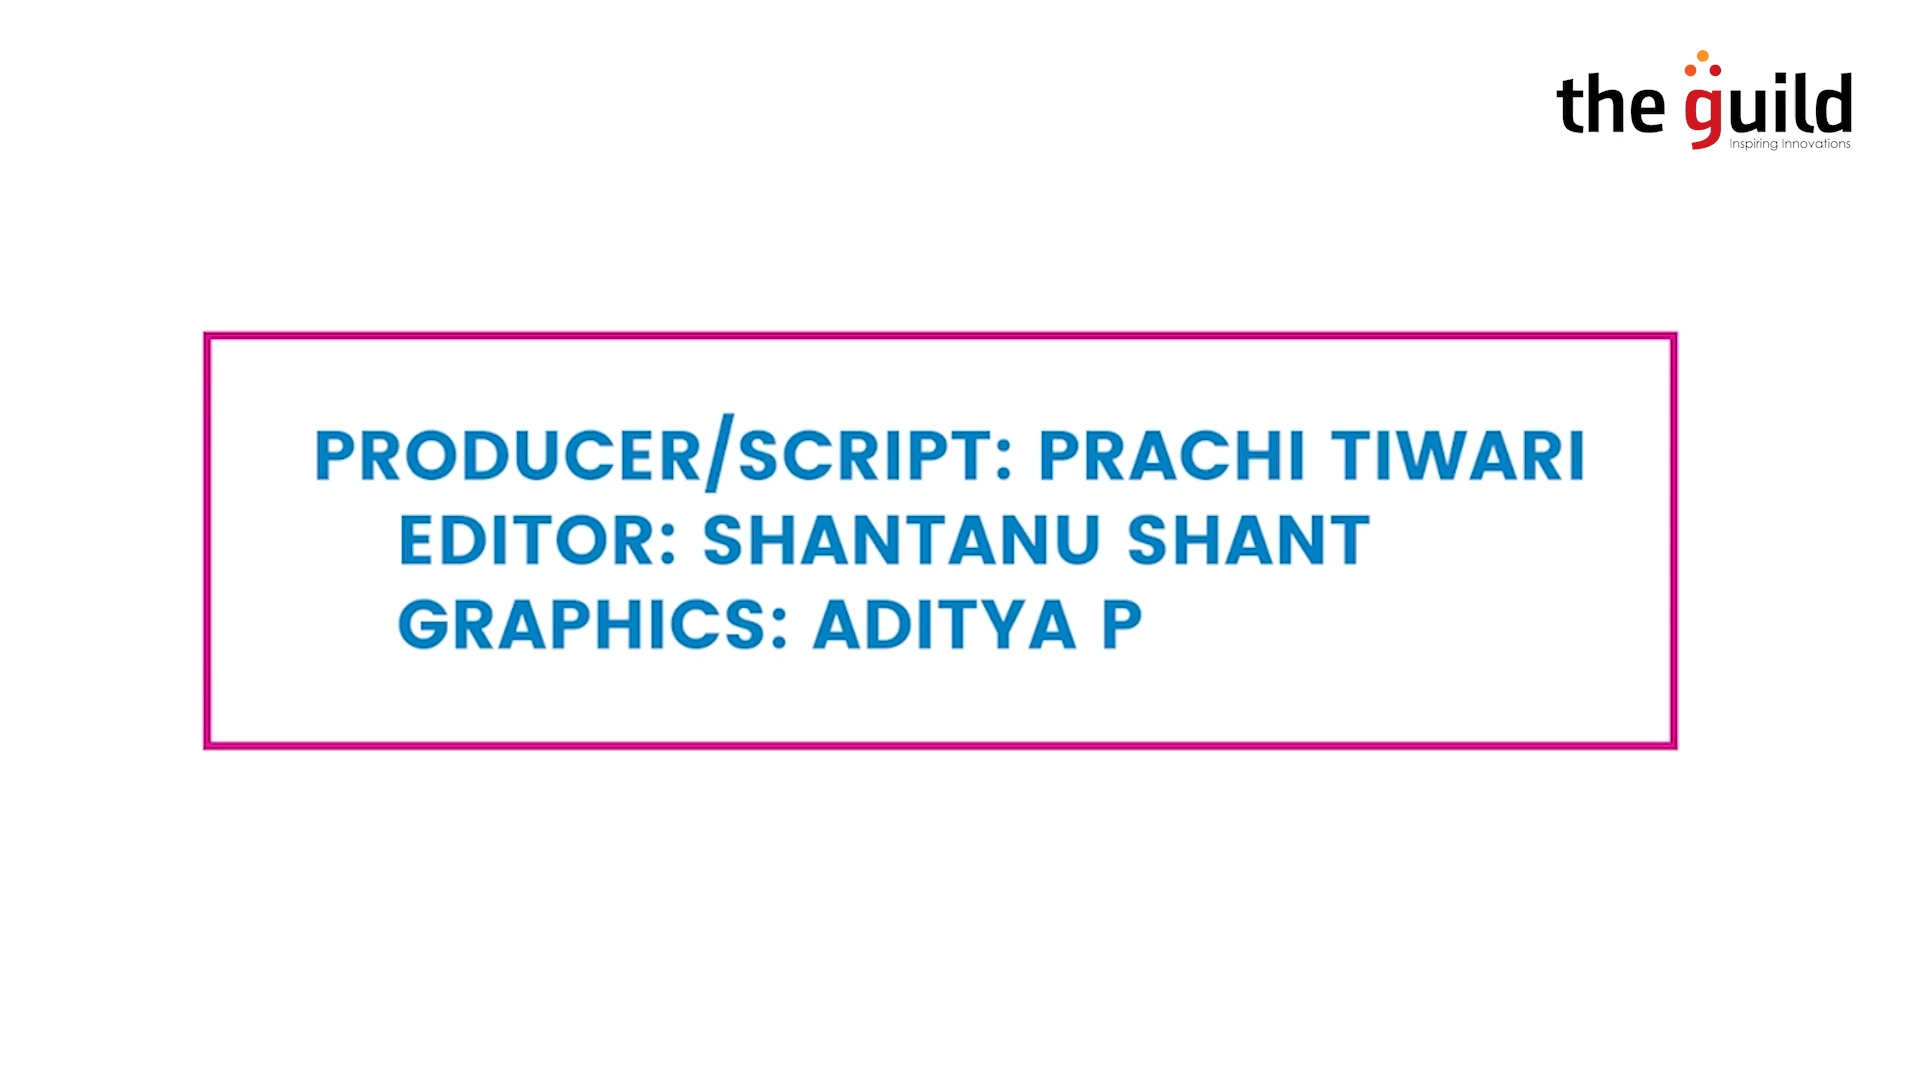 the guild
Inspiring Innovations
PRODUCER/SCRIPT: PRACHI TIWARI
EDITOR: SHANTANU SHANT
GRAPHICS: ADITYA P